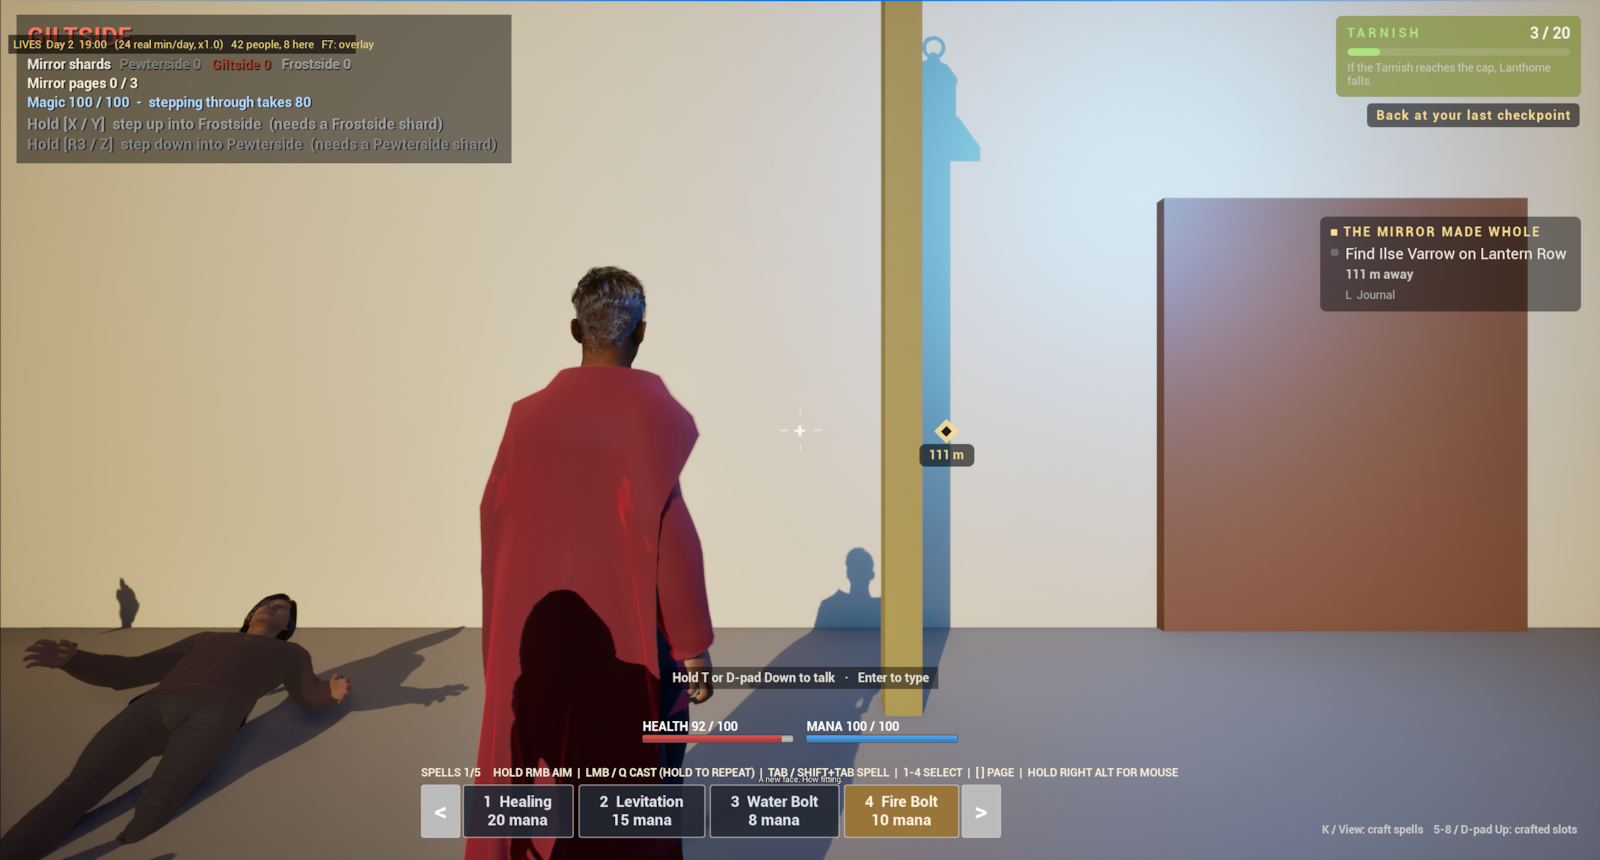 GILTSIDE
LIVES Day 2 19:00 (24 real min/day, x1.0) 42 people, 8 here F7: overlay
Mirror shards Pewterside 0 Giltside 0 Frostside 0
Mirror pages 0 / 3
Magic 100 / 100 - stepping through takes 80
Hold [X / Y] step up into Frostside (needs a Frostside shard)
Hold [R3 / Z] step down into Pewterside (needs a Pewterside shard)
TARNISH 3 / 20
If the Tarnish reaches the cap, Lanthorne
falls.
Back at your last checkpoint
THE MIRROR MADE WHOLE
Find Ilse Varrow on Lantern Row
111 m away
L Journal
111 m
Hold T or D-pad Down to talk · Enter to type
HEALTH 92 / 100 MANA 100 / 100
SPELLS 1/5 HOLD RMB AIM | LMB / Q CAST (HOLD TO REPEAT) | TAB / SHIFT+TAB SPELL | 1-4 SELECT | [ ] PAGE | HOLD RIGHT ALT FOR MOUSE
A new face. How fitting.
< 1 Healing 2 Levitation 3 Water Bolt 4 Fire Bolt >
20 mana 15 mana 8 mana 10 mana
K / View: craft spells 5-8 / D-pad Up: crafted slots